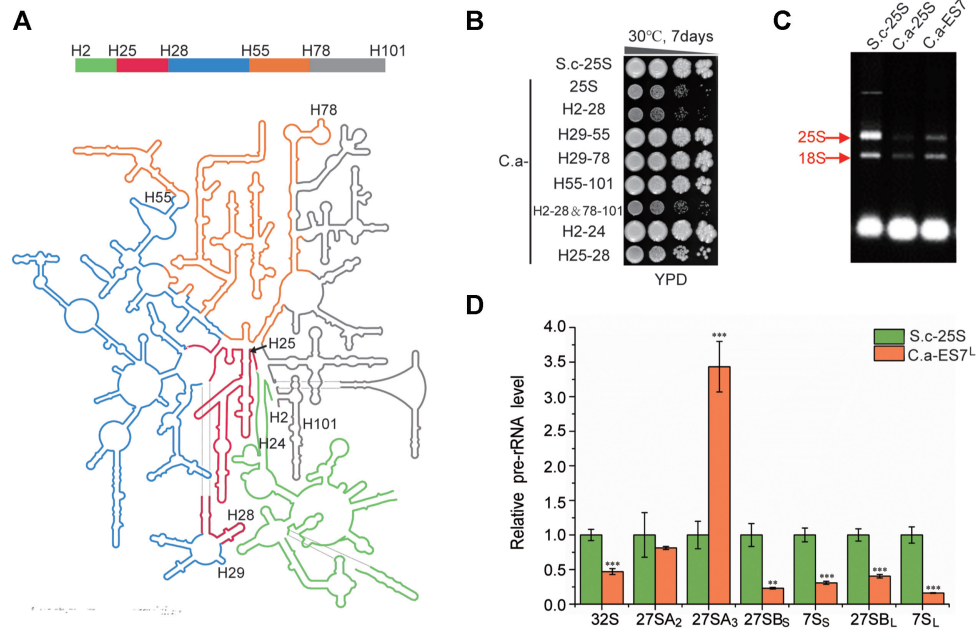 A
H2 H25 H28 H55 H78 H101
H78
H55
H25
H2
H101
H24
H28
H29
B
30℃, 7days
S.c-25S
25S
H2-28
H29-55
H29-78
C.a-
H55-101
H2-28&78-101
H2-24
H25-28
YPD
C
S.c-25S
C.a-25S
C.a-ES7
25S
18S
D
Relative pre-rRNA level
4.0
3.5
3.0
2.5
2.0
1.5
1.0
0.5
0.0
S.c-25S
C.a-ES7L
***
***
**
***
***
***
32S 27SA2 27SA3 27SBS 7SS 27SBL 7SL